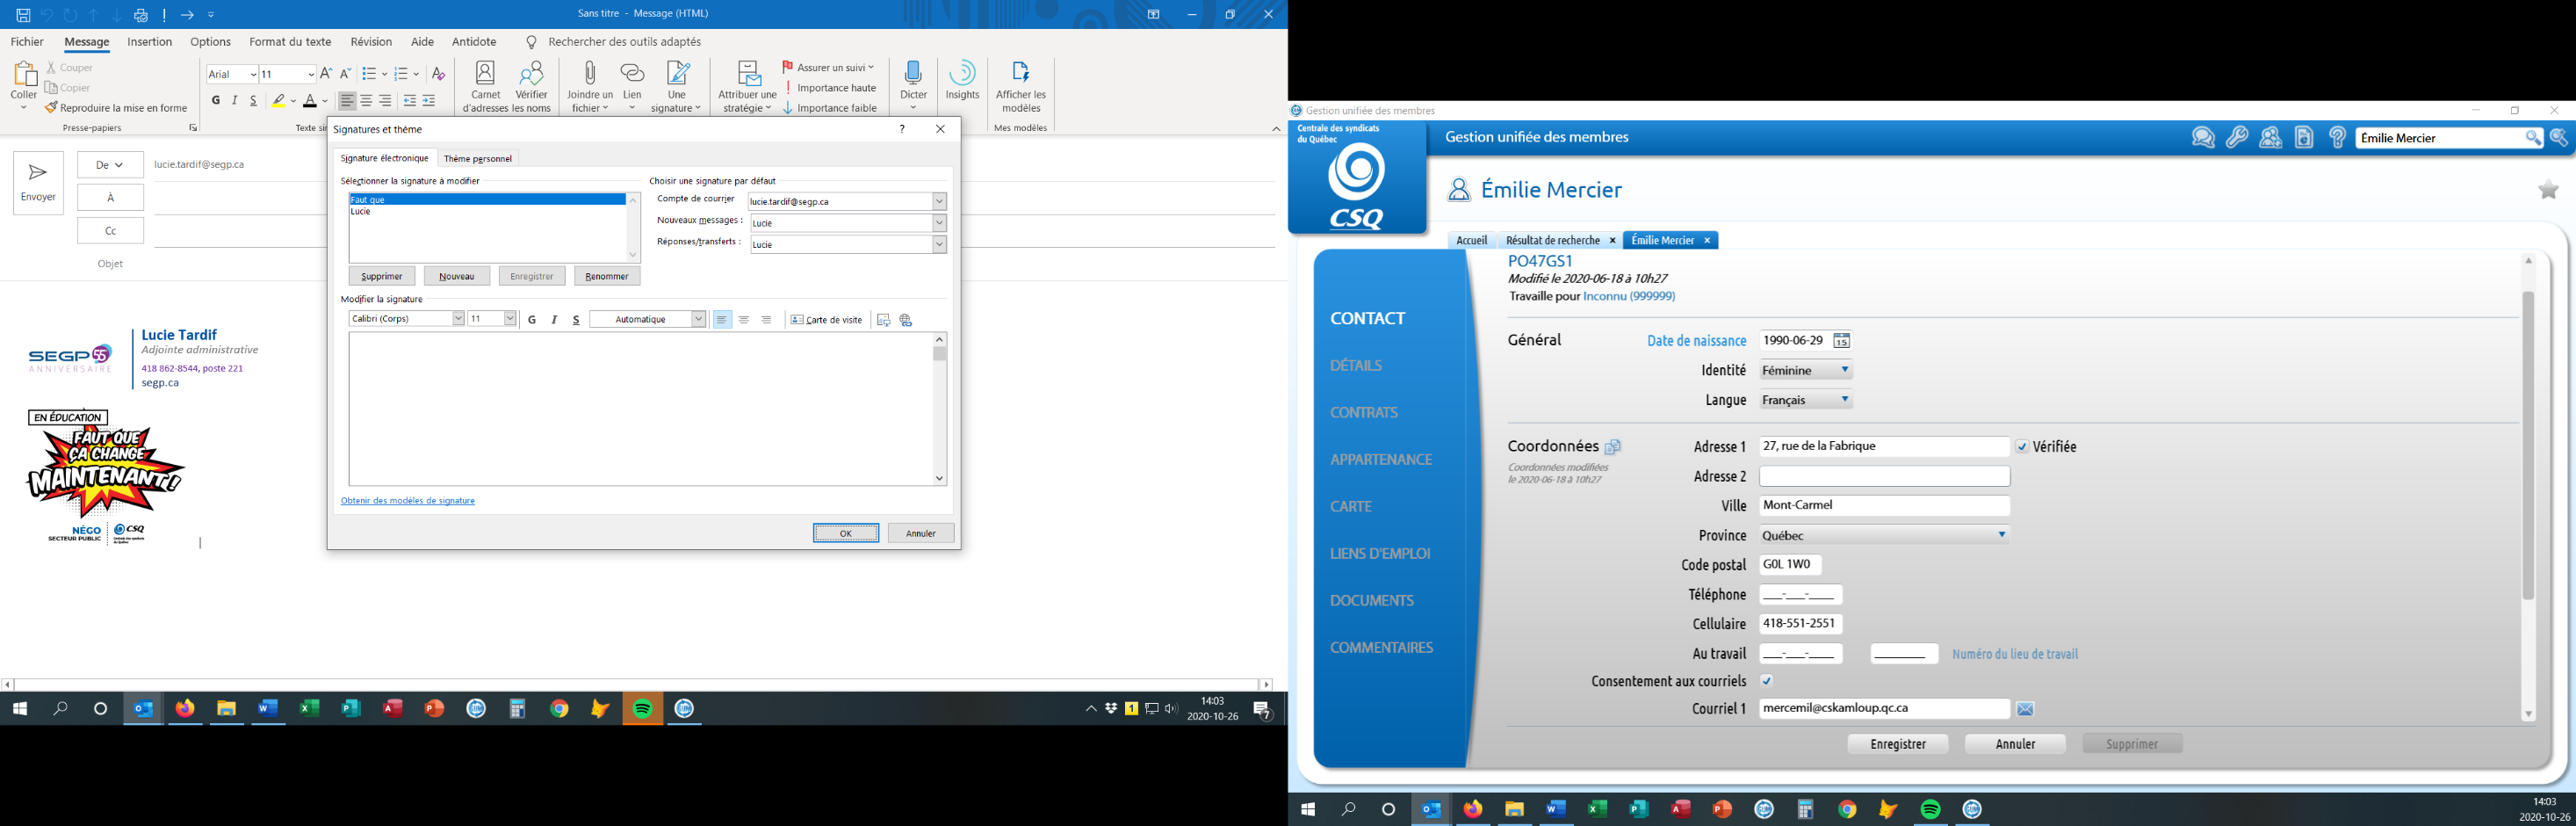 Sans titre - Message (HTML)
Fichier Message Insertion Options Format du texte Révision Aide Antidote Rechercher des outils adaptés
Coller
Couper
Copier
Reproduire la mise en forme
Presse-papiers
Arial 11
G I S
Texte sim
Carnet d'adresses
Vérifier les noms
Joindre un fichier
Lien
Une signature
Attribuer une stratégie
Assurer un suivi
Importance haute
Importance faible
Dicter
Insights
Afficher les modèles
Mes modèles
Envoyer
De lucie.tardif@segp.ca
À
Cc
Objet
SEGP 55
ANNIVERSAIRE
Lucie Tardif
Adjointe administrative
418 862-8544, poste 221
segp.ca
EN ÉDUCATION
FAUT QUE
ÇA CHANGE
MAINTENANT!
NÉGO
SECTEUR PUBLIC
CSQ
Signatures et thème
Signature électronique Thème personnel
Sélectionner la signature à modifier
Faut que
Lucie
Supprimer Nouveau Enregistrer Renommer
Choisir une signature par défaut
Compte de courrier lucie.tardif@segp.ca
Nouveaux messages : Lucie
Réponses/transferts : Lucie
Modifier la signature
Calibri (Corps) 11 G I S Automatique Carte de visite
Obtenir des modèles de signature
OK Annuler
14:03
2020-10-26
Gestion unifiée des membres
Centrale des syndicats
du Québec
CSQ
Gestion unifiée des membres
Émilie Mercier
Émilie Mercier
Accueil Résultat de recherche x Émilie Mercier x
CONTACT
DÉTAILS
CONTRATS
APPARTENANCE
CARTE
LIENS D'EMPLOI
DOCUMENTS
COMMENTAIRES
PO47GS1
Modifié le 2020-06-18 à 10h27
Travaille pour Inconnu (999999)
Général
Date de naissance 1990-06-29
Identité Féminine
Langue Français
Coordonnées
Coordonnées modifiées
le 2020-06-18 à 10h27
Adresse 1 27, rue de la Fabrique Vérifiée
Adresse 2
Ville Mont-Carmel
Province Québec
Code postal G0L 1W0
Téléphone ___-___-____
Cellulaire 418-551-2551
Au travail ___-___-____ Numéro du lieu de travail
Consentement aux courriels
Courriel 1 mercemil@cskamloup.qc.ca
Enregistrer Annuler Supprimer
14:03
2020-10-26